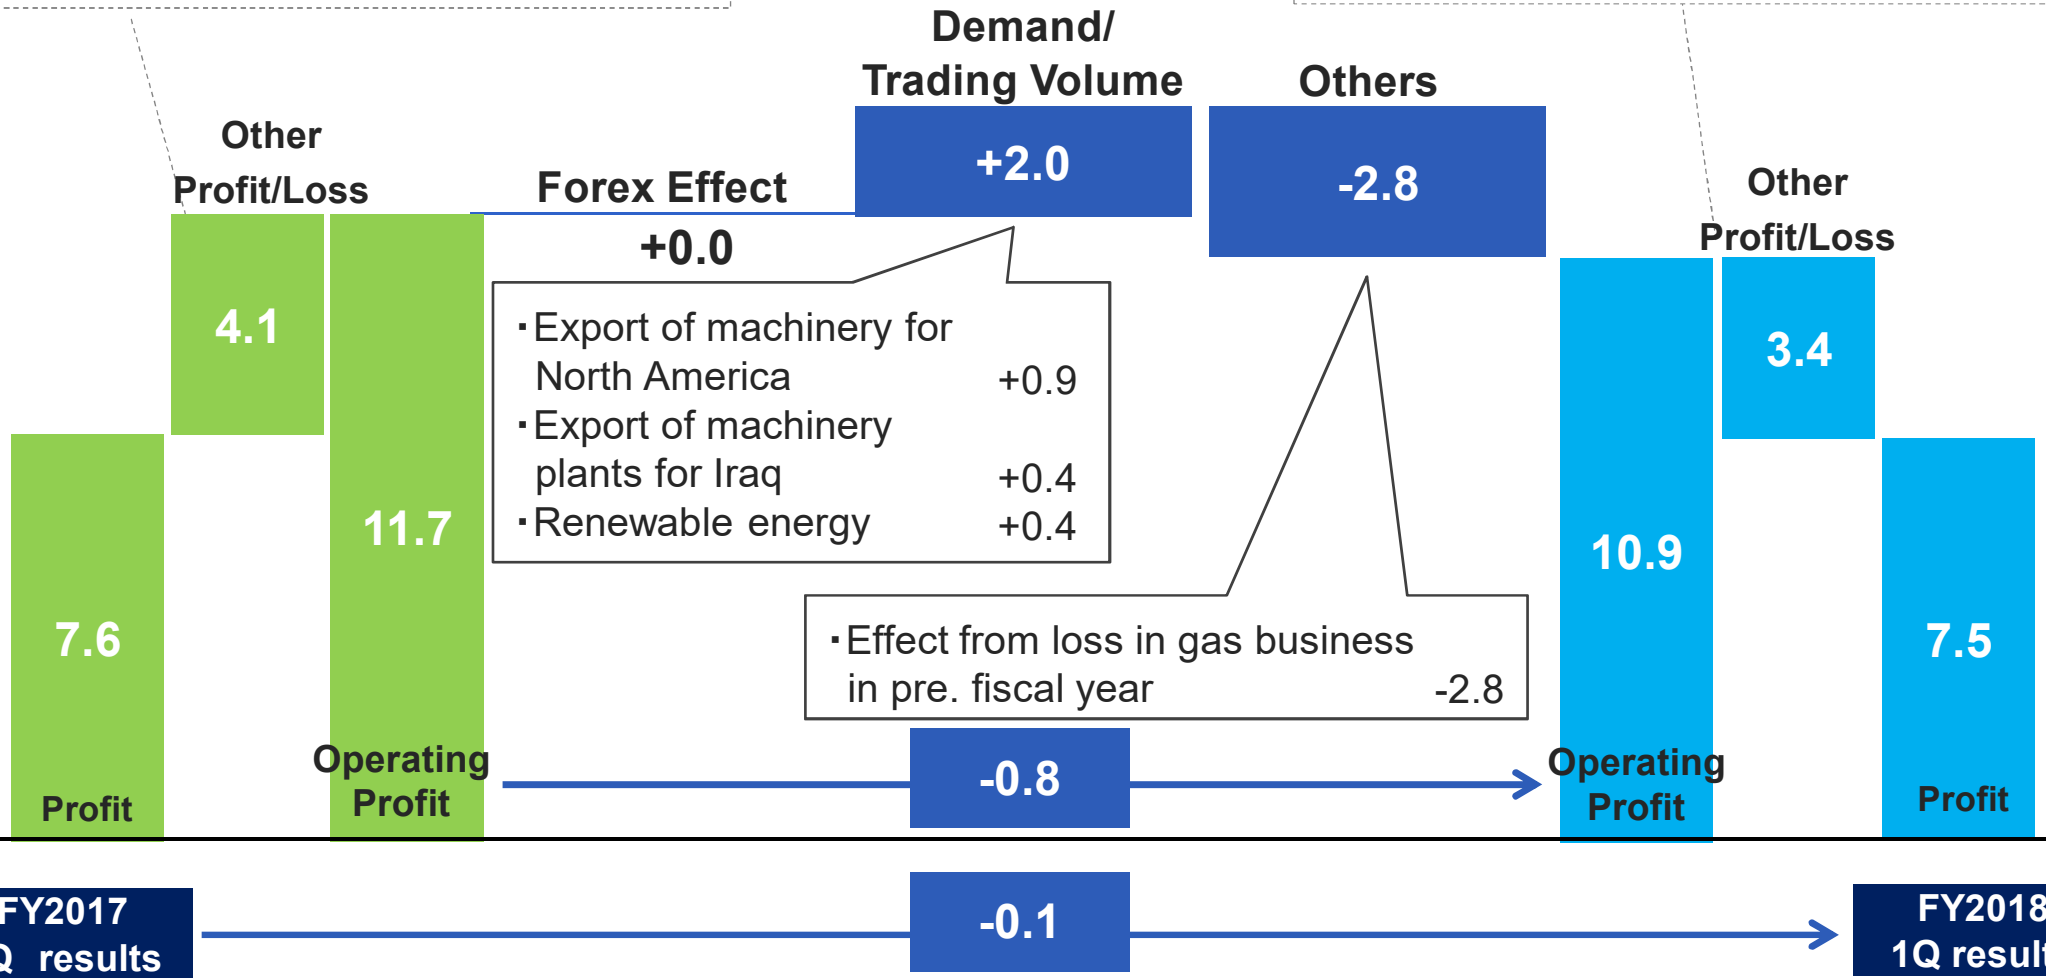 Demand/
Trading Volume
Others
Other
Profit/Loss
Forex Effect
+0.0
+2.0
-2.8
Other
Profit/Loss
4.1
7.6
11.7
・Export of machinery for
North America +0.9
・Export of machinery
plants for Iraq +0.4
・Renewable energy +0.4
・Effect from loss in gas business
in pre. fiscal year -2.8
3.4
10.9
7.5
Profit
Operating
Profit
-0.8
Operating
Profit
Profit
FY2017
Q results
-0.1
FY2018
1Q result